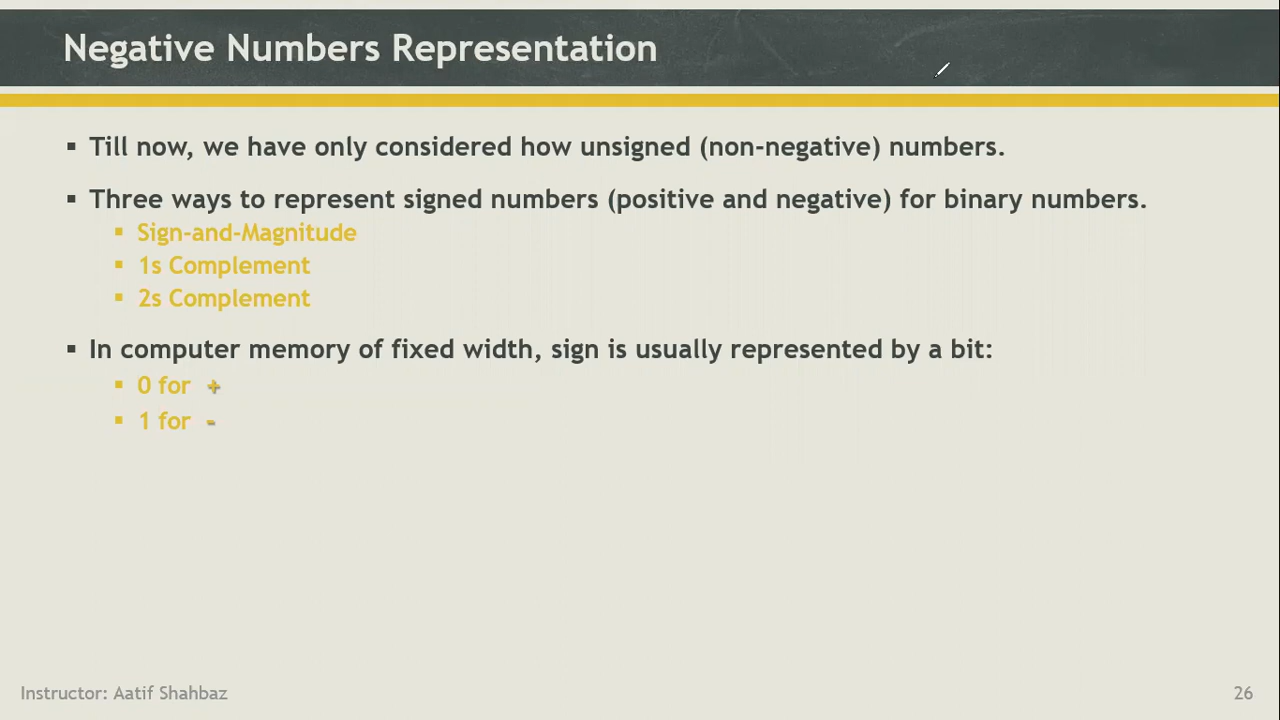 Negative Numbers Representation
▪ Till now, we have only considered how unsigned (non-negative) numbers.
▪ Three ways to represent signed numbers (positive and negative) for binary numbers.
▪ Sign-and-Magnitude
▪ 1s Complement
▪ 2s Complement
▪ In computer memory of fixed width, sign is usually represented by a bit:
▪ 0 for +
▪ 1 for -
Instructor: Aatif Shahbaz
26